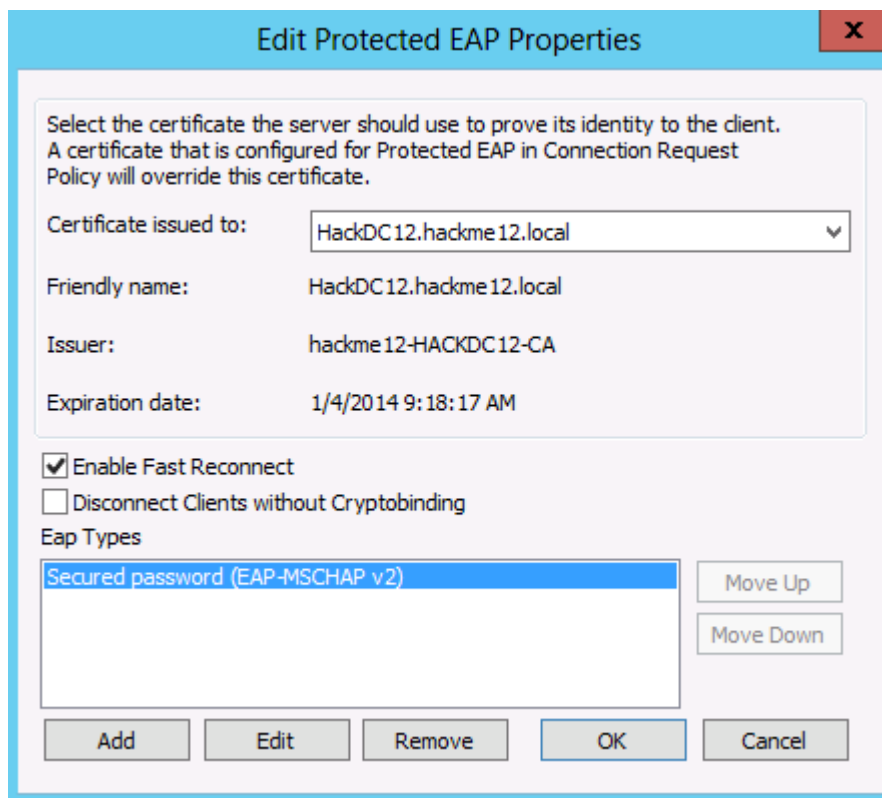 Edit Protected EAP Properties
x
Select the certificate the server should use to prove its identity to the client.
A certificate that is configured for Protected EAP in Connection Request
Policy will override this certificate.
Certificate issued to: HackDC12.hackme12.local
Friendly name: HackDC12.hackme12.local
Issuer: hackme12-HACKDC12-CA
Expiration date: 1/4/2014 9:18:17 AM
Enable Fast Reconnect
Disconnect Clients without Cryptobinding
Eap Types
Secured password (EAP-MSCHAP v2)
Move Up
Move Down
Add Edit Remove OK Cancel